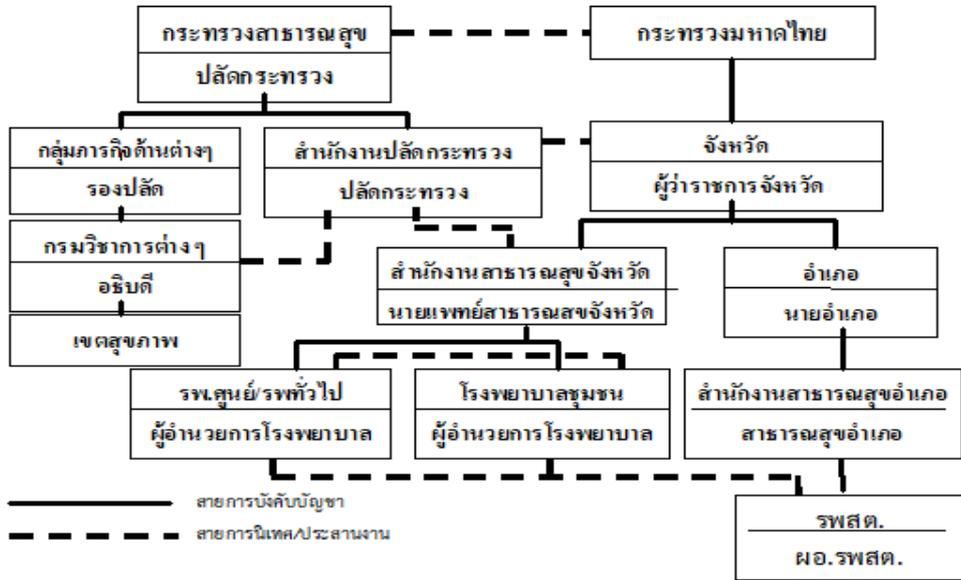 กระทรวงสาธารณสุข
ปลัดกระทรวง
กระทรวงมหาดไทย
กลุ่มภารกิจด้านต่างๆ
รองปลัด
สำนักงานปลัดกระทรวง
ปลัดกระทรวง
จังหวัด
ผู้ว่าราชการจังหวัด
กรมวิชาการต่างๆ
อธิบดี
เขตสุขภาพ
สำนักงานสาธารณสุขจังหวัด
นายแพทย์สาธารณสขจังหวัด
อำเภอ
นายอำเภอ
รพ.ศูนย์/รพทั่วไป
ผู้อำนวยการโรงพยาบาล
โรงพยาบาลชุมชน
ผู้อำนวยการโรงพยาบาล
สำนักงานสาธารณสุขอำเภอ
สาธารณสุขอำเภอ
รพสต.
ผอ.รพสต.
สายการบังคับบัญชา
สายการนิเทศ/ประสานงาน